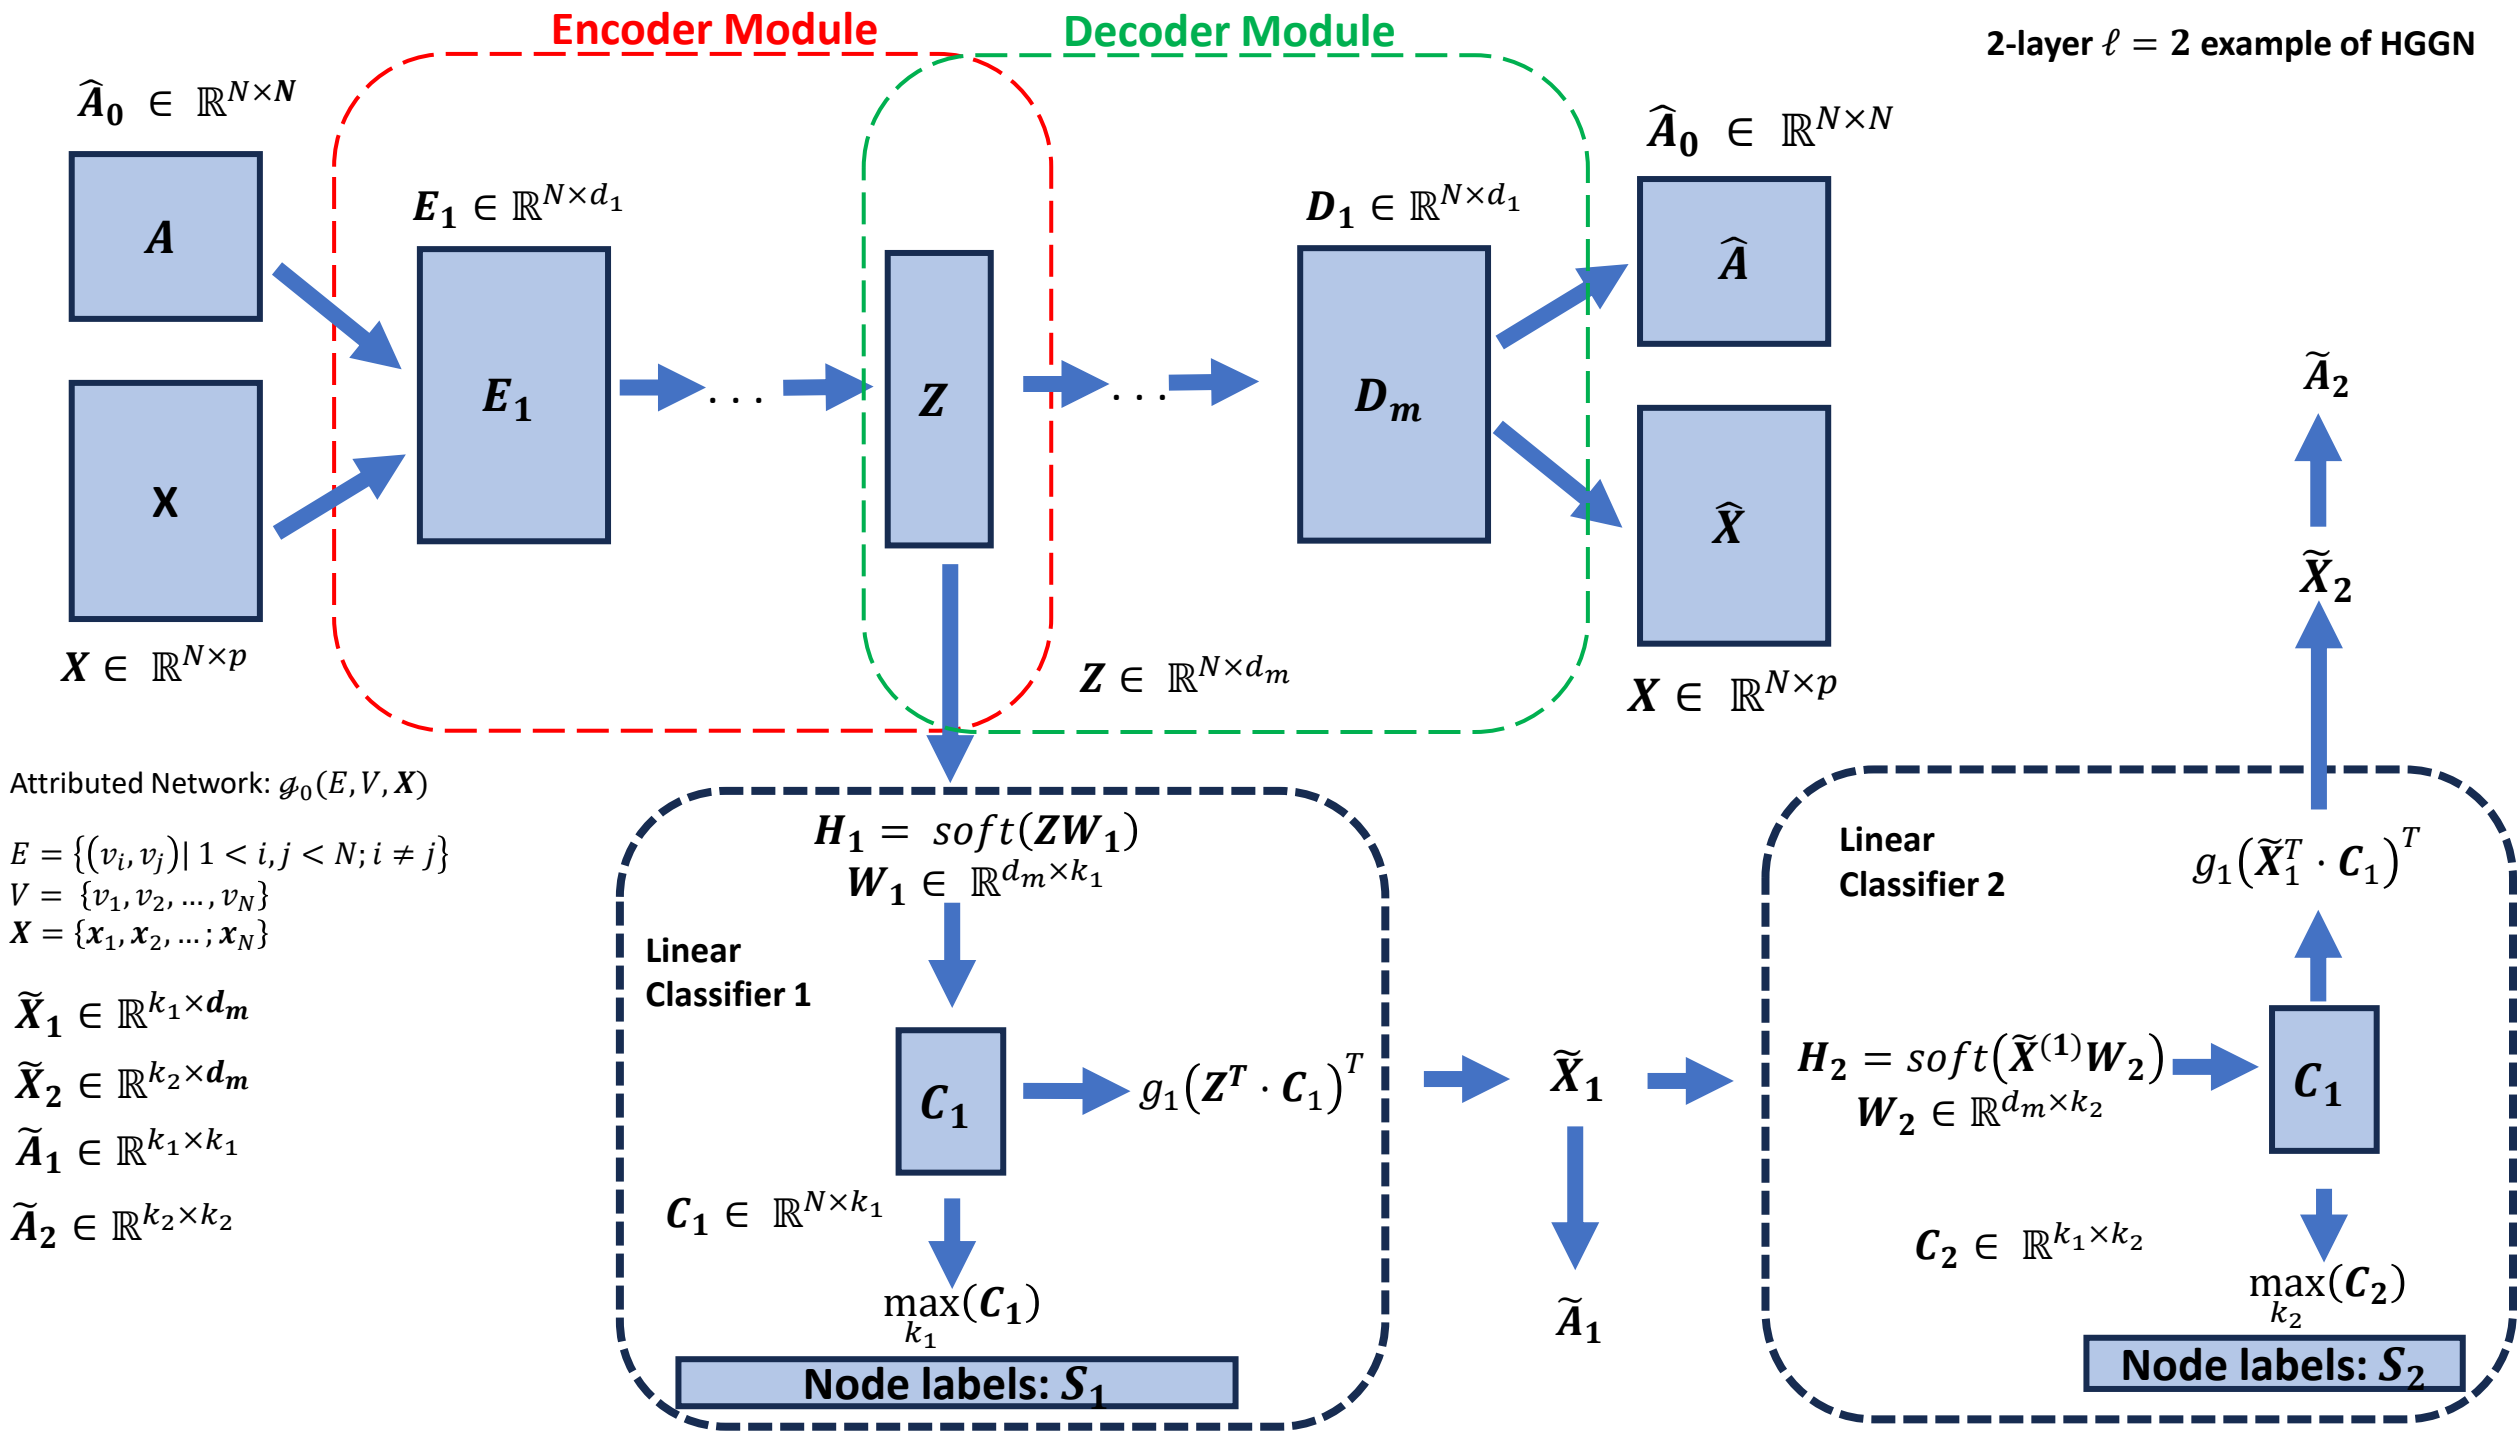 Encoder Module
Decoder Module
2-layer ℓ = 2 example of HGGN
Â₀ ∈ ℝ^{N×N}
A
X
X ∈ ℝ^{N×p}
E₁ ∈ ℝ^{N×d₁}
E₁
. . .
Z
Z ∈ ℝ^{N×d_m}
. . .
D₁ ∈ ℝ^{N×d₁}
D_m
Â₀ ∈ ℝ^{N×N}
Â
X̂
X ∈ ℝ^{N×p}
Attributed Network: 𝓰₀(E, V, X)
E = {(v_i, v_j)| 1 < i, j < N; i ≠ j}
V = {v₁, v₂, … , v_N}
X = {x₁, x₂, … ; x_N}
X̃₁ ∈ ℝ^{k₁×d_m}
X̃₂ ∈ ℝ^{k₂×d_m}
Ã₁ ∈ ℝ^{k₁×k₁}
Ã₂ ∈ ℝ^{k₂×k₂}
H₁ = soft(ZW₁)
W₁ ∈ ℝ^{d_m×k₁}
Linear
Classifier 1
C₁
g₁(Z^T · C₁)^T
C₁ ∈ ℝ^{N×k₁}
max(C₁)
k₁
Node labels: S₁
X̃₁
Ã₁
Linear
Classifier 2
H₂ = soft(X̃^{(1)}W₂)
W₂ ∈ ℝ^{d_m×k₂}
C₁
g₁(X̃₁^T · C₁)^T
X̃₂
Ã₂
C₂ ∈ ℝ^{k₁×k₂}
max(C₂)
k₂
Node labels: S₂